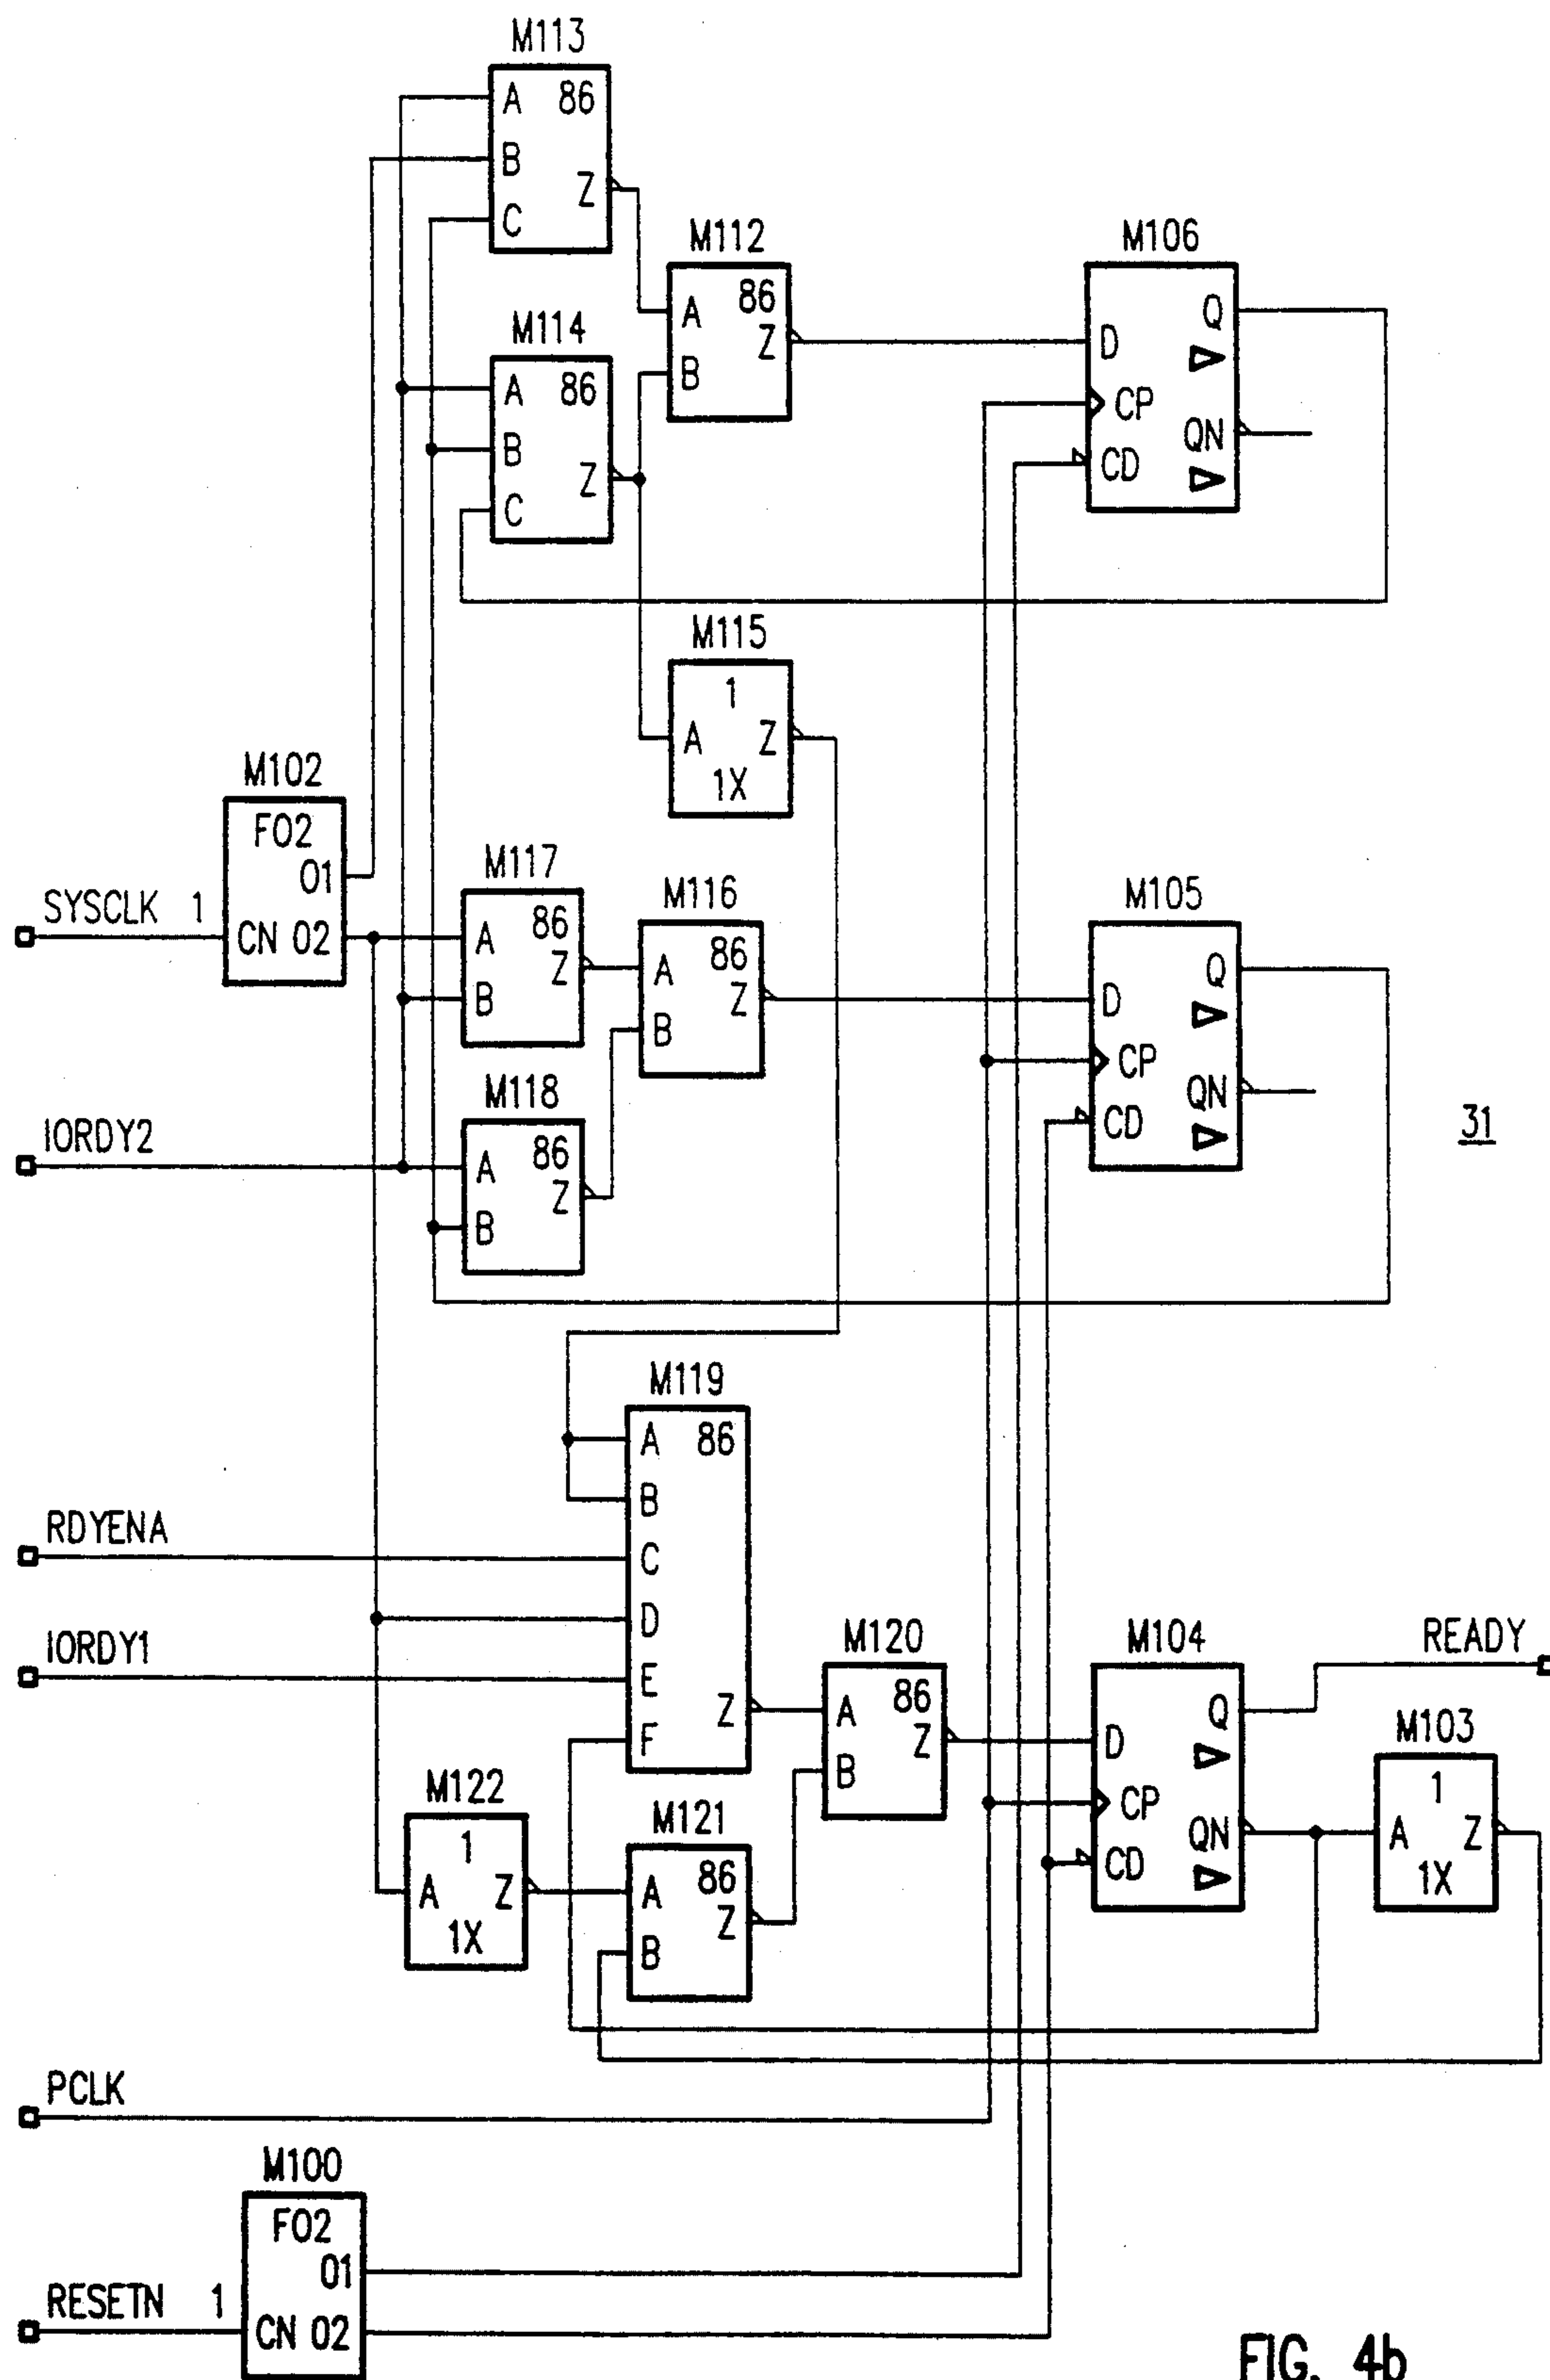 M113
A 86
B
Z
C
M112
86
A
Z
B
M106
Q
D
CP
QN
CD
M114
A 86
B
Z
C
M115
1
A Z
1X
M102
F02
01
CN 02
SYSCLK 1
M117
A 86
Z
B
M116
A 86
Z
B
M105
Q
D
CP
QN
CD
31
IORDY2
M118
A 86
Z
B
M119
A 86
B
C
D
E
Z
F
RDYENA
IORDY1
M120
A 86
Z
B
M104
Q
D
CP
QN
CD
READY
M103
1
A Z
1X
M122
1
A Z
1X
M121
A 86
Z
B
PCLK
M100
F02
01
CN 02
RESETN 1
FIG. 4b